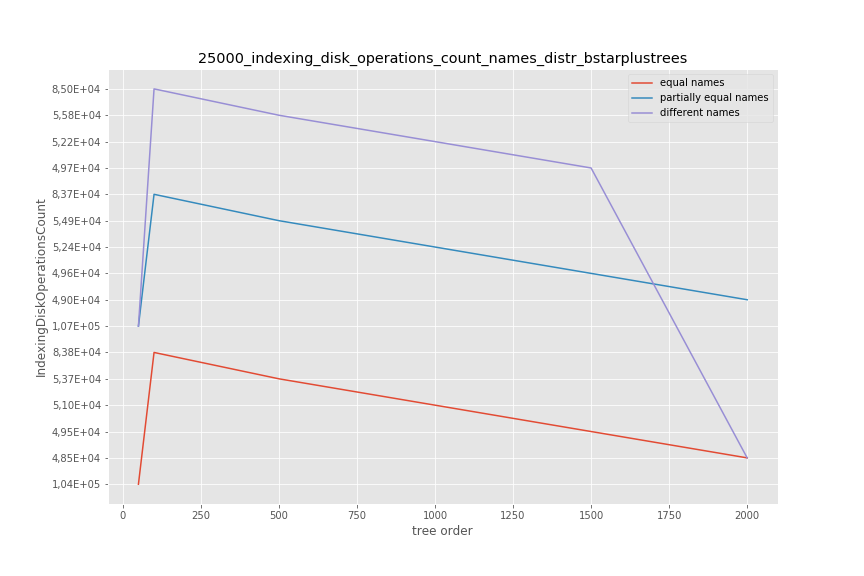 25000_indexing_disk_operations_count_names_distr_bstarplustrees
equal names
partially equal names
different names
IndexingDiskOperationsCount
8,50E+04
5,58E+04
5,22E+04
4,97E+04
8,37E+04
5,49E+04
5,24E+04
4,96E+04
4,90E+04
1,07E+05
8,38E+04
5,37E+04
5,10E+04
4,95E+04
4,85E+04
1,04E+05
0 250 500 750 1000 1250 1500 1750 2000
tree order